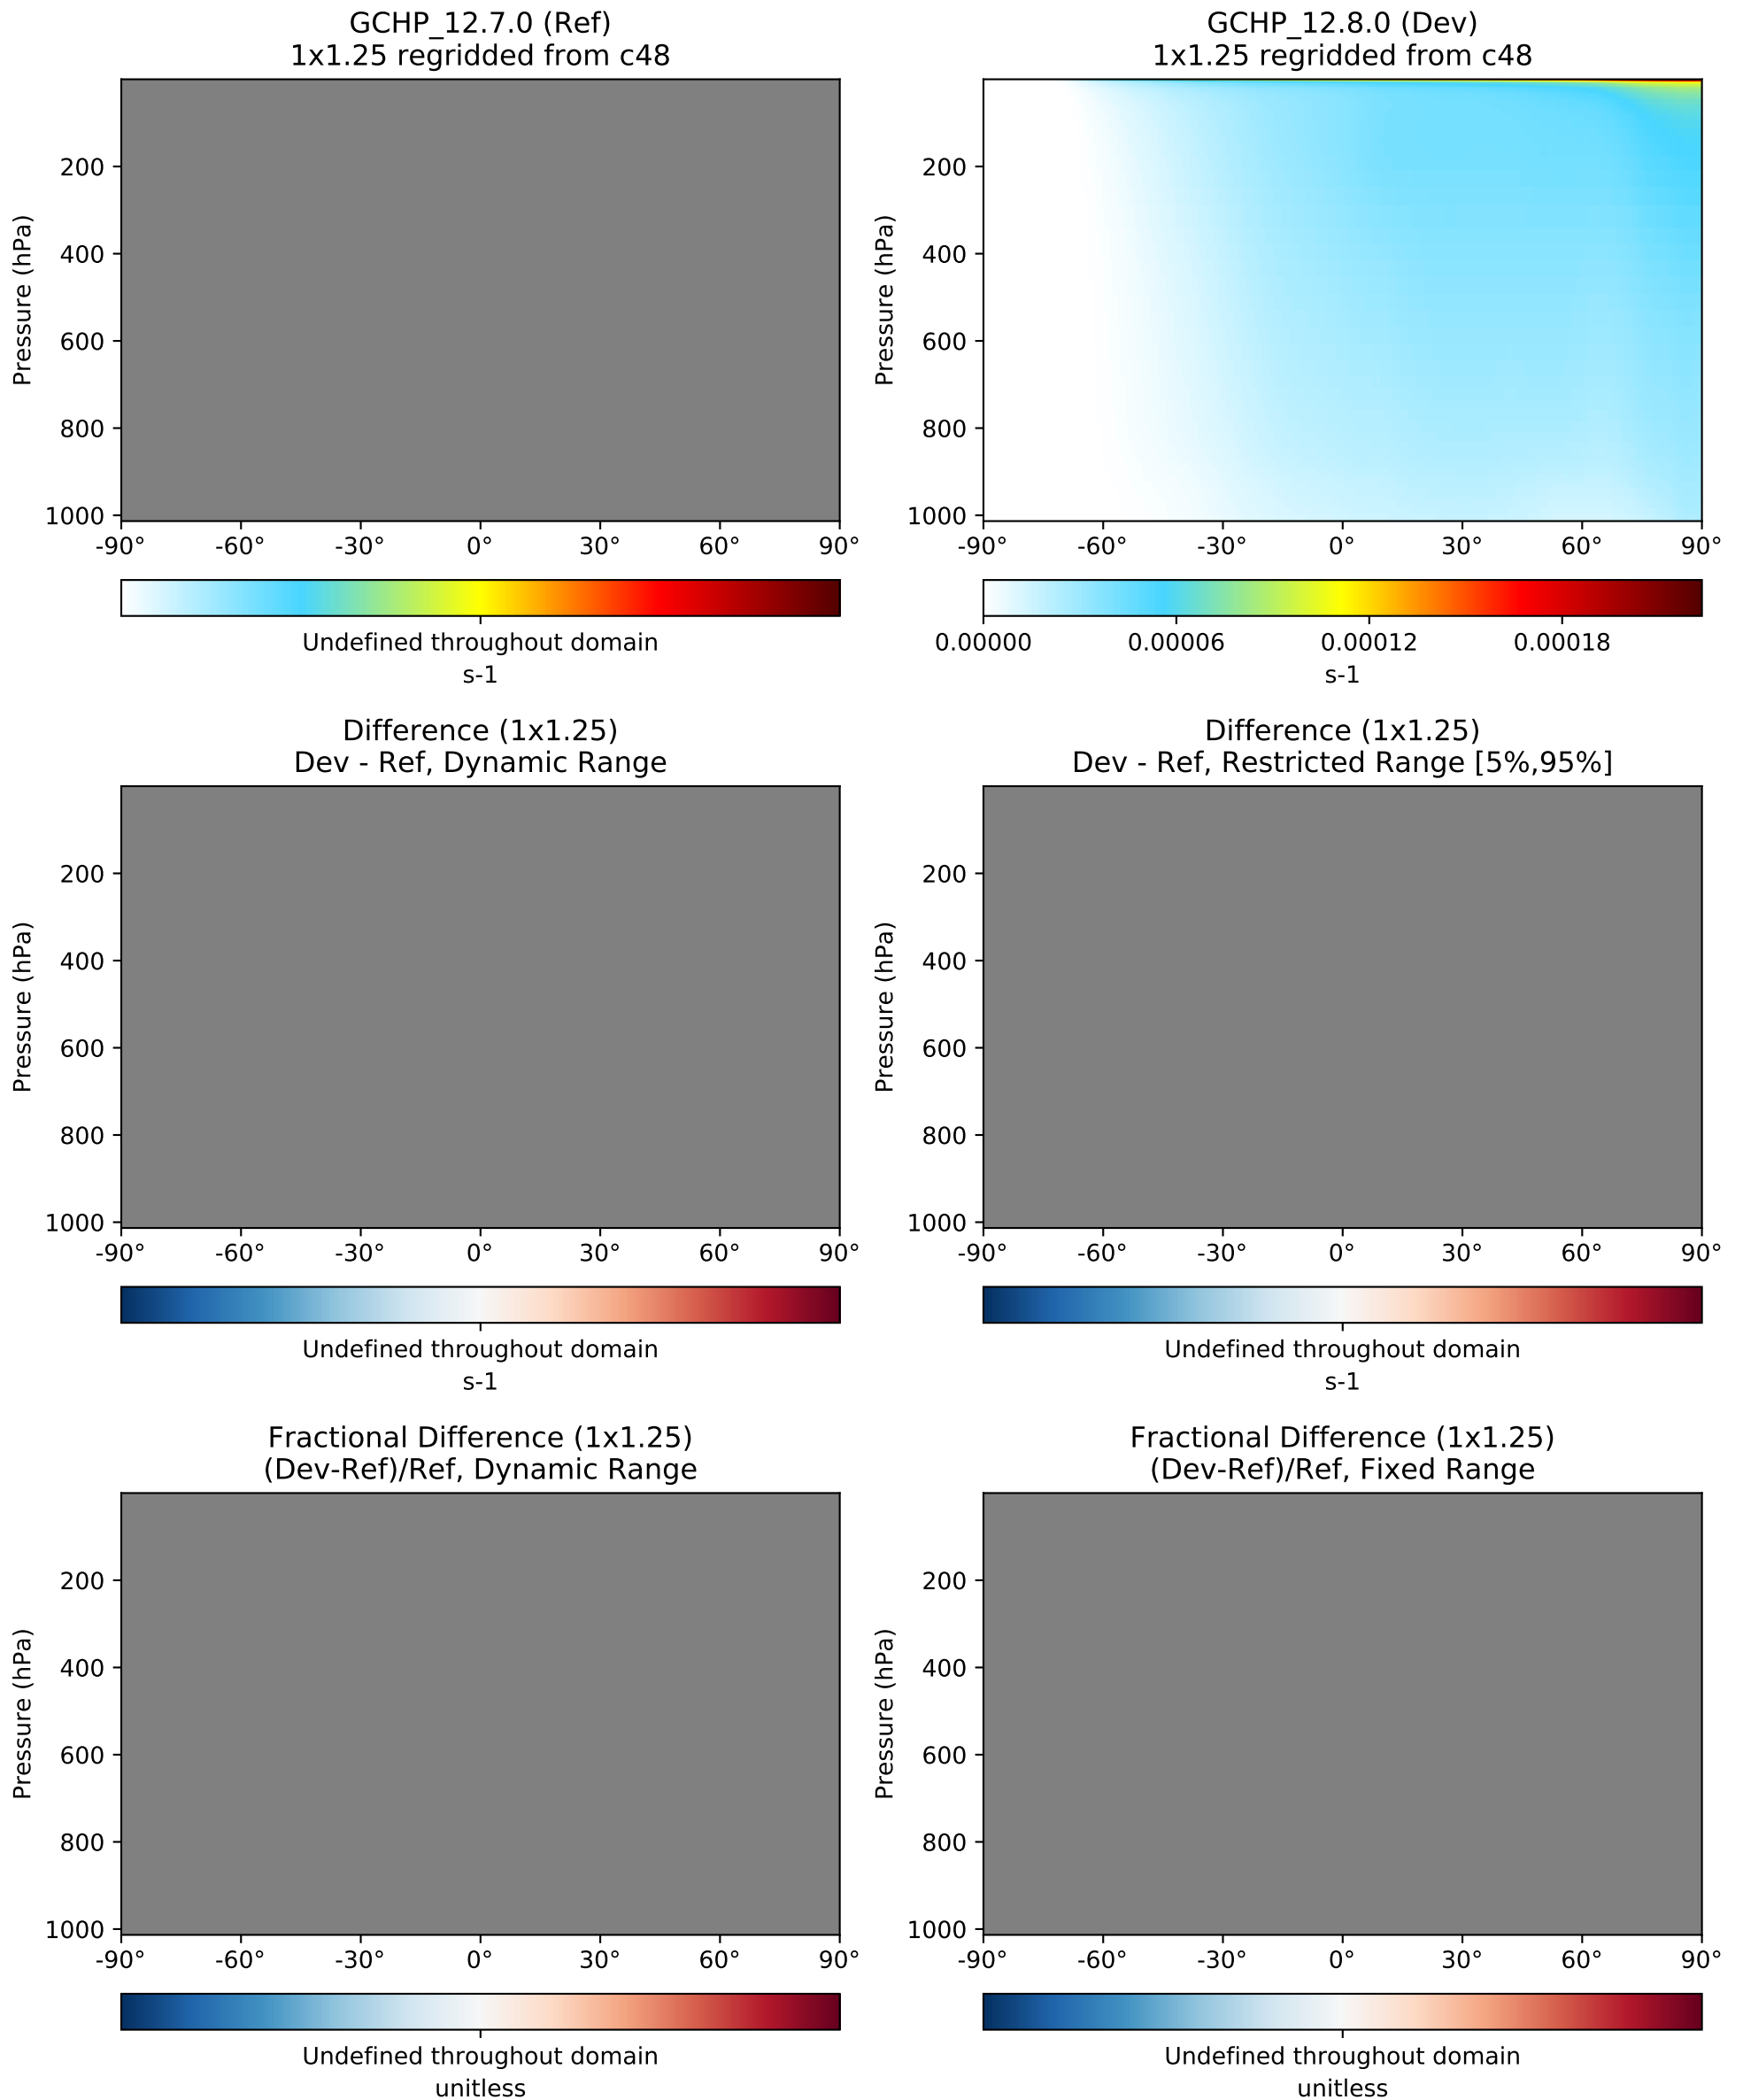 GCHP_12.7.0 (Ref)
1x1.25 regridded from c48
Pressure (hPa)
200
400
600
800
1000
-90° -60° -30° 0° 30° 60° 90°
Undefined throughout domain
s-1
GCHP_12.8.0 (Dev)
1x1.25 regridded from c48
Pressure (hPa)
200
400
600
800
1000
-90° -60° -30° 0° 30° 60° 90°
0.00000 0.00006 0.00012 0.00018
s-1
Difference (1x1.25)
Dev - Ref, Dynamic Range
Pressure (hPa)
200
400
600
800
1000
-90° -60° -30° 0° 30° 60° 90°
Undefined throughout domain
s-1
Difference (1x1.25)
Dev - Ref, Restricted Range [5%,95%]
Pressure (hPa)
200
400
600
800
1000
-90° -60° -30° 0° 30° 60° 90°
Undefined throughout domain
s-1
Fractional Difference (1x1.25)
(Dev-Ref)/Ref, Dynamic Range
Pressure (hPa)
200
400
600
800
1000
-90° -60° -30° 0° 30° 60° 90°
Undefined throughout domain
unitless
Fractional Difference (1x1.25)
(Dev-Ref)/Ref, Fixed Range
Pressure (hPa)
200
400
600
800
1000
-90° -60° -30° 0° 30° 60° 90°
Undefined throughout domain
unitless